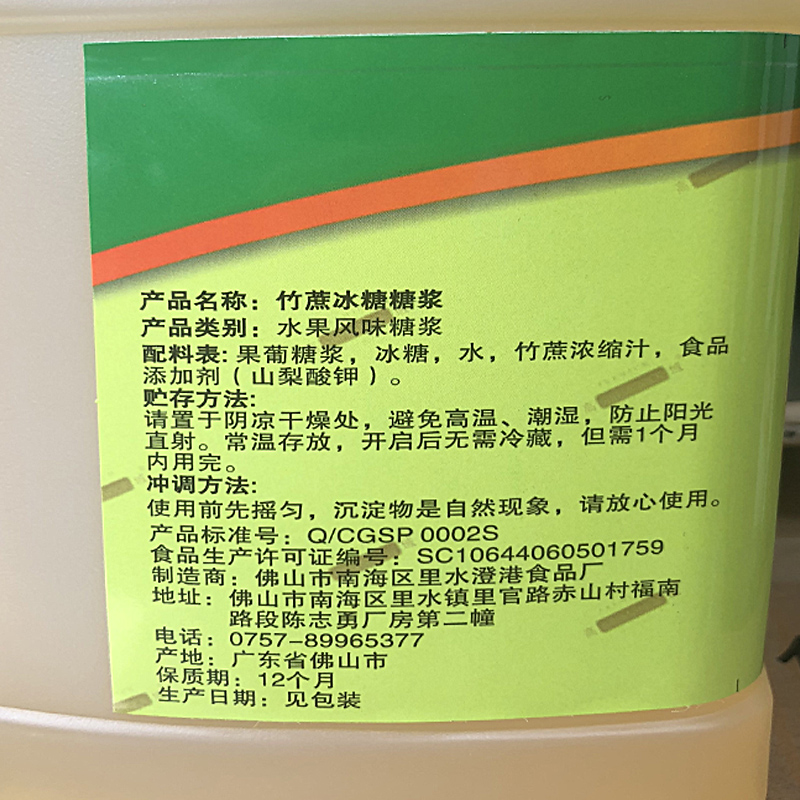 产品名称：竹蔗冰糖糖浆
产品类别：水果风味糖浆
配料表:果葡糖浆，冰糖，水，竹蔗浓缩汁，食品
添加剂（山梨酸钾）。
贮存方法:
请置于阴凉干燥处，避免高温、潮湿，防止阳光
直射。常温存放，开启后无需冷藏，但需1个月
内用完。
冲调方法:
使用前先摇匀，沉淀物是自然现象，请放心使用。
产品标准号：Q/CGSP 0002S
食品生产许可证编号：SC10644060501759
制造商：佛山市南海区里水澄港食品厂
地址：佛山市南海区里水镇里官路赤山村福南
路段陈志勇厂房第二幢
电话：0757-89965377
产地：广东省佛山市
保质期：12个月
生产日期：见包装